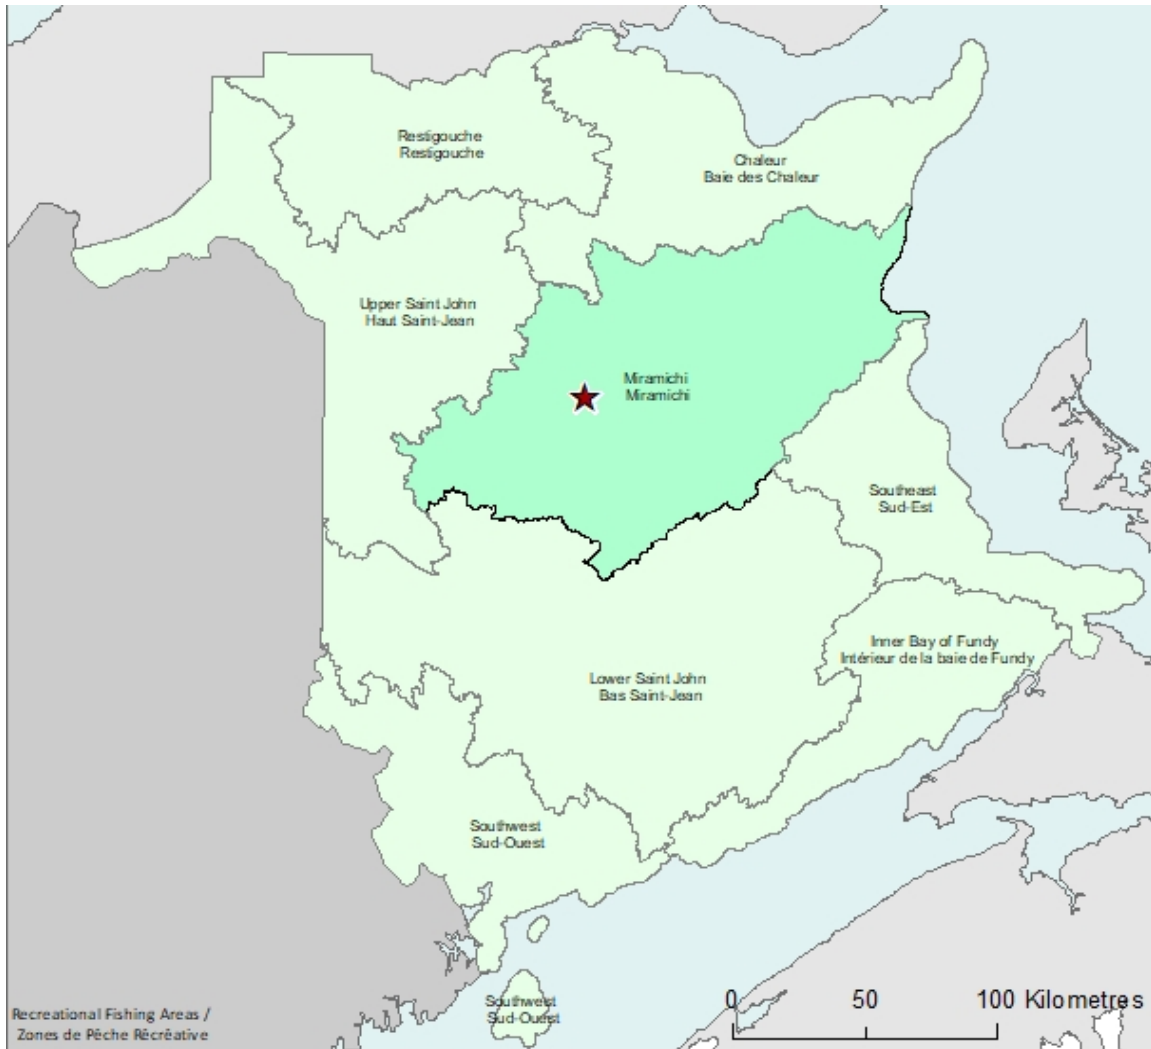 Restigouche
Restigouche
Chaleur
Baie des Chaleur
Upper Saint John
Haut Saint-Jean
Miramichi
Miramichi
Southeast
Sud-Est
Inner Bay of Fundy
Intérieur de la baie de Fundy
Lower Saint John
Bas Saint-Jean
Southwest
Sud-Ouest
Southwest
Sud-Ouest
0 50 100 Kilometres
Recreational Fishing Areas /
Zones de Pêche Récréative